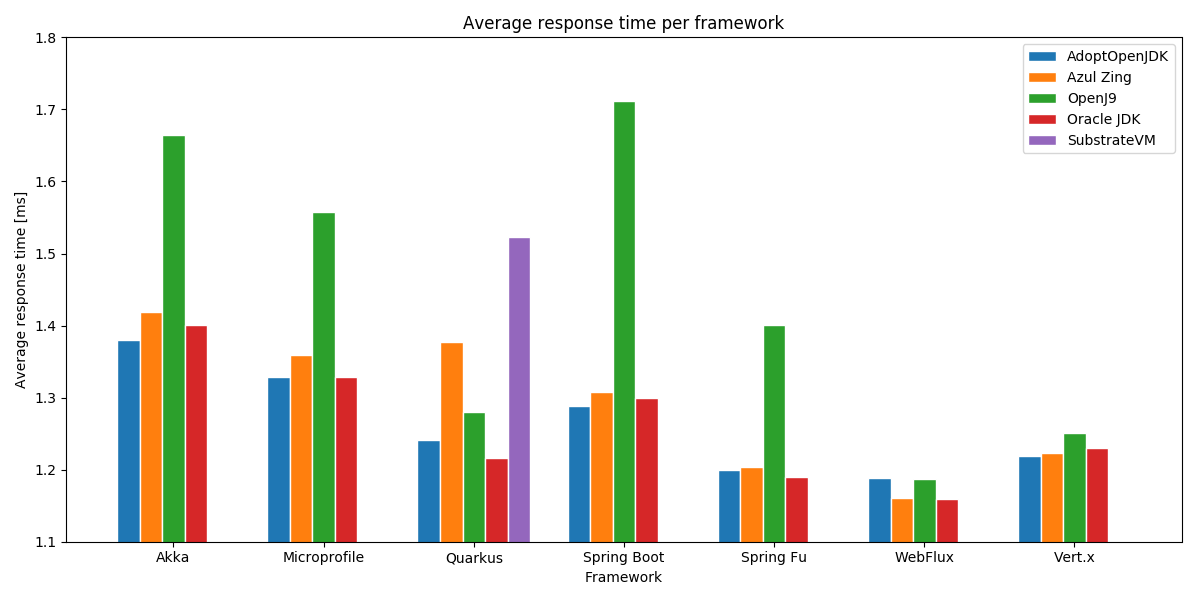 Average response time per framework
Average response time [ms]
1.8
1.7
1.6
1.5
1.4
1.3
1.2
1.1
AdoptOpenJDK
Azul Zing
OpenJ9
Oracle JDK
SubstrateVM
Akka Microprofile Quarkus Spring Boot Spring Fu WebFlux Vert.x
Framework